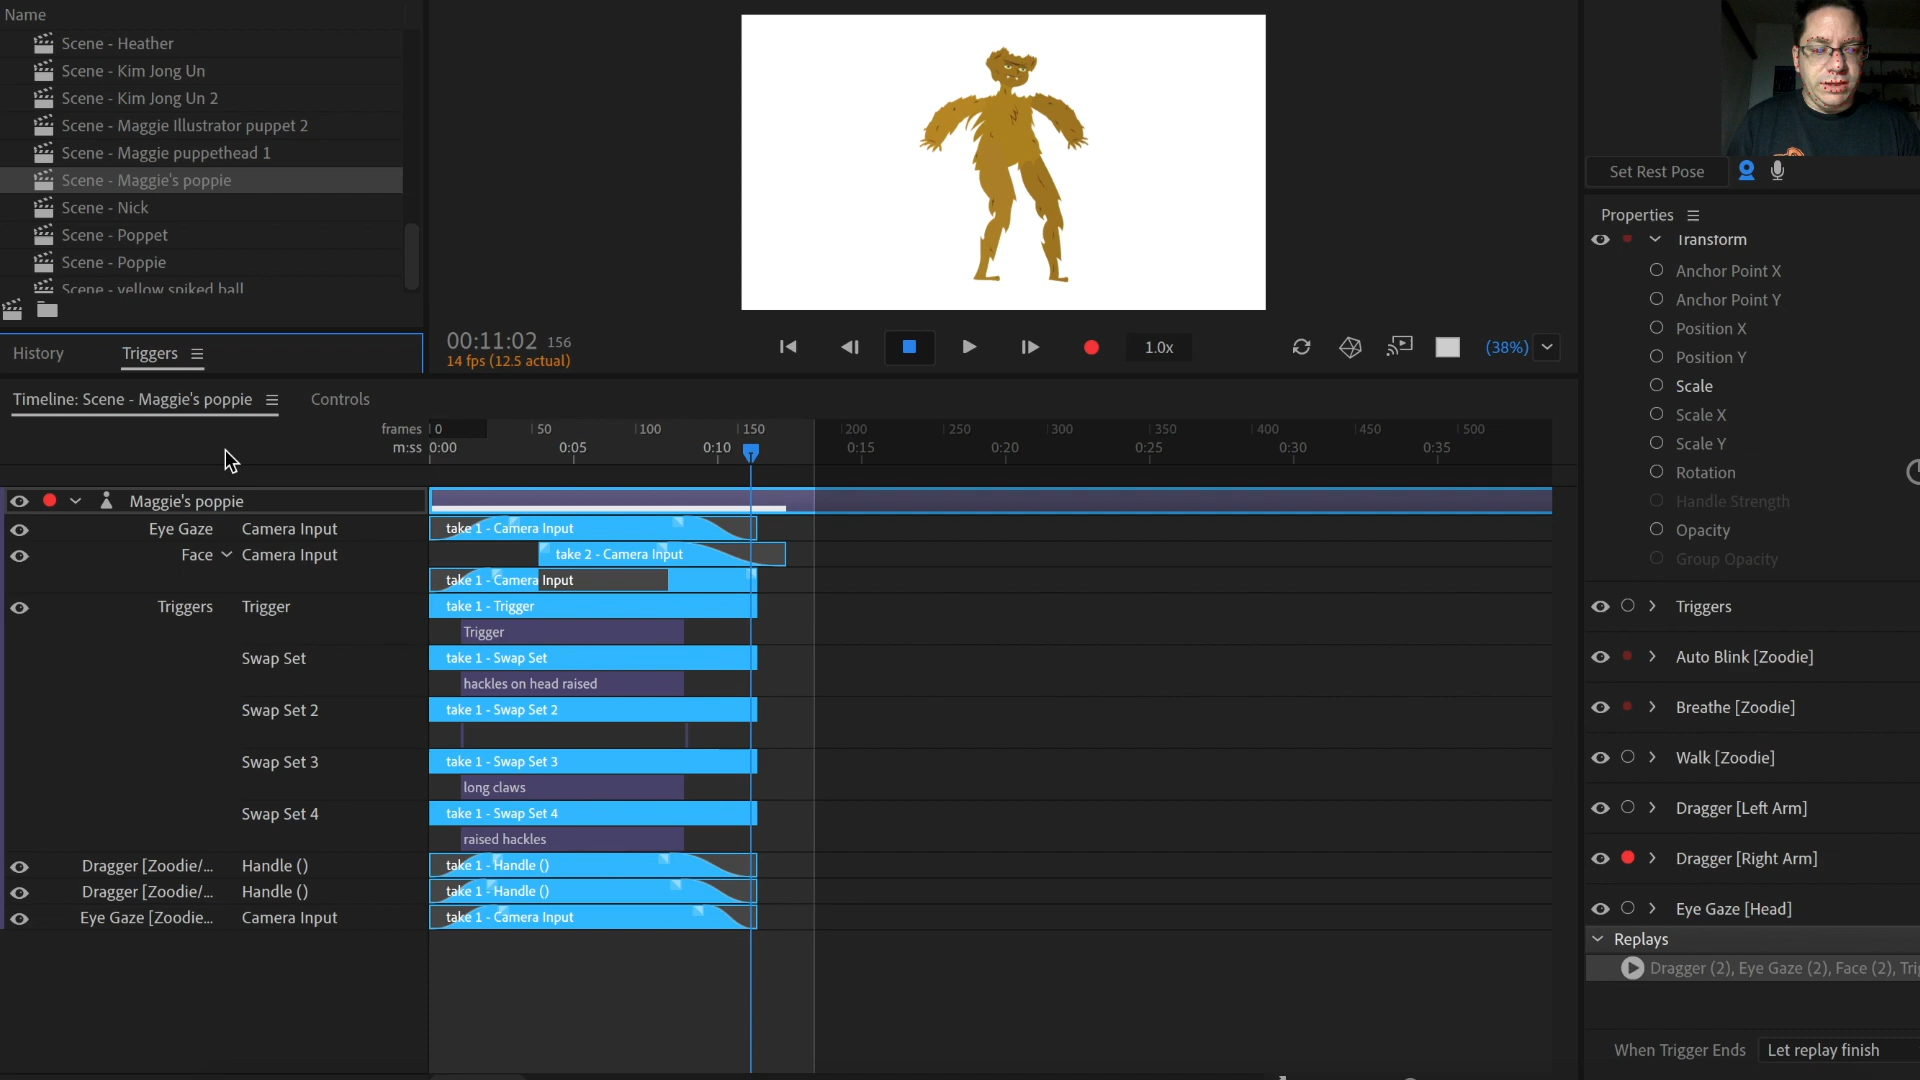 Name
Scene - Heather
Scene - Kim Jong Un
Scene - Kim Jong Un 2
Scene - Maggie Illustrator puppet 2
Scene - Maggie puppethead 1
Scene - Maggie's poppie
Scene - Nick
Scene - Poppet
Scene - Poppie
Scene - yellow spiked ball
History
Triggers
00:11:02 156
14 fps (12.5 actual)
1.0x
(38%)
Set Rest Pose
Properties
Transform
Anchor Point X
Anchor Point Y
Position X
Position Y
Scale
Scale X
Scale Y
Rotation
Handle Strength
Opacity
Group Opacity
Triggers
Auto Blink [Zoodie]
Breathe [Zoodie]
Walk [Zoodie]
Dragger [Left Arm]
Dragger [Right Arm]
Eye Gaze [Head]
Replays
Dragger (2), Eye Gaze (2), Face (2), Tri
When Trigger Ends Let replay finish
Timeline: Scene - Maggie's poppie
Controls
frames 0 50 100 150 200 250 300 350 400 450 500
m:ss 0:00 0:05 0:10 0:15 0:20 0:25 0:30 0:35
Maggie's poppie
Eye Gaze Camera Input take 1 - Camera Input
Face Camera Input take 2 - Camera Input
take 1 - Camera Input
Triggers Trigger take 1 - Trigger
Trigger
Swap Set take 1 - Swap Set
hackles on head raised
Swap Set 2 take 1 - Swap Set 2
Swap Set 3 take 1 - Swap Set 3
long claws
Swap Set 4 take 1 - Swap Set 4
raised hackles
Dragger [Zoodie/... Handle () take 1 - Handle ()
Dragger [Zoodie/... Handle () take 1 - Handle ()
Eye Gaze [Zoodie... Camera Input take 1 - Camera Input